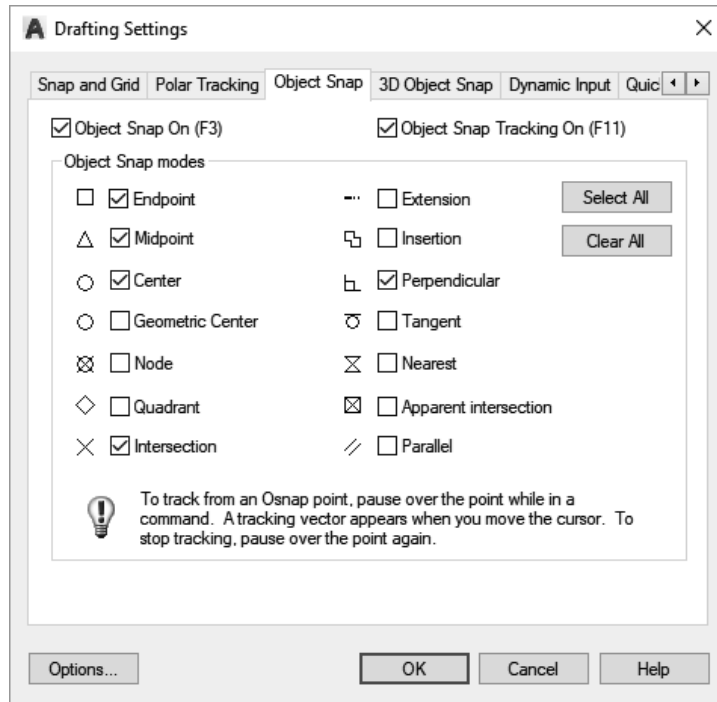 Drafting Settings
Snap and Grid Polar Tracking Object Snap 3D Object Snap Dynamic Input Quic
Object Snap On (F3) Object Snap Tracking On (F11)
Object Snap modes
Endpoint Extension Select All
Midpoint Insertion Clear All
Center Perpendicular
Geometric Center Tangent
Node Nearest
Quadrant Apparent intersection
Intersection Parallel
To track from an Osnap point, pause over the point while in a
command. A tracking vector appears when you move the cursor. To
stop tracking, pause over the point again.
Options... OK Cancel Help